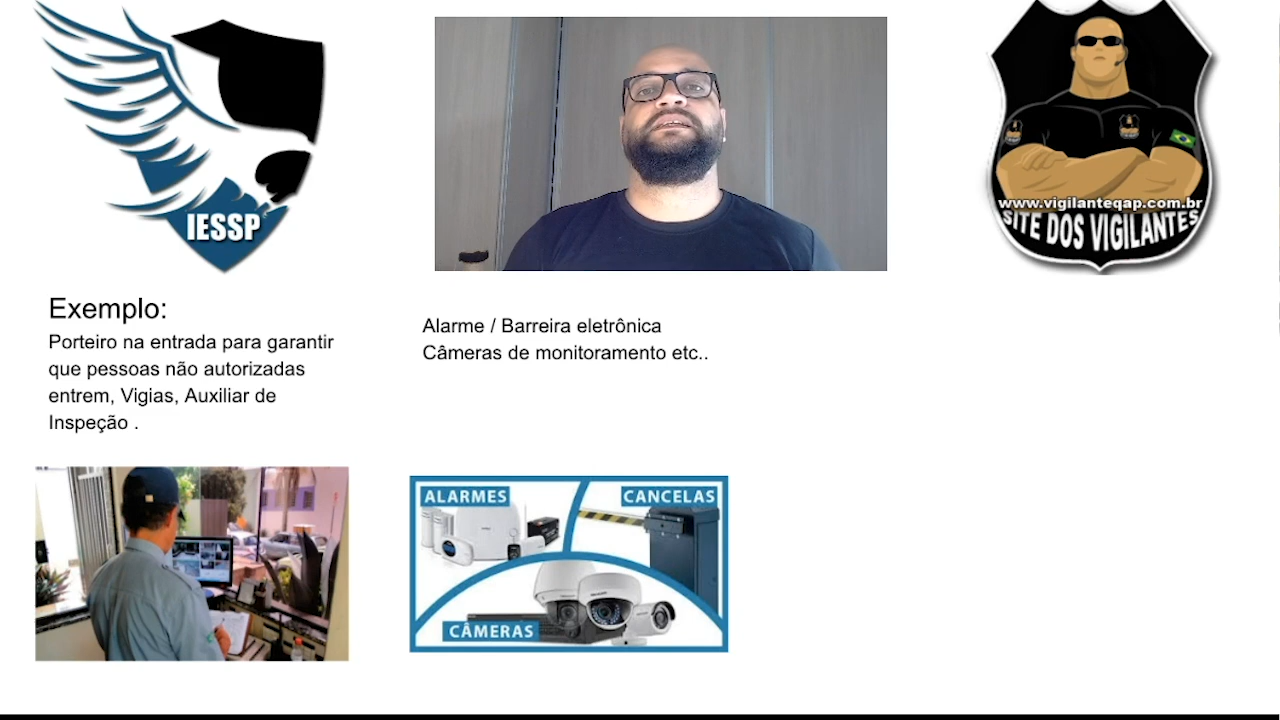 IESSP
www.vigilanteqap.com.br
SITE DOS VIGILANTES
Exemplo:
Porteiro na entrada para garantir
que pessoas não autorizadas
entrem, Vigias, Auxiliar de
Inspeção .
Alarme / Barreira eletrônica
Câmeras de monitoramento etc..
ALARMES
CANCELAS
CÂMERAS